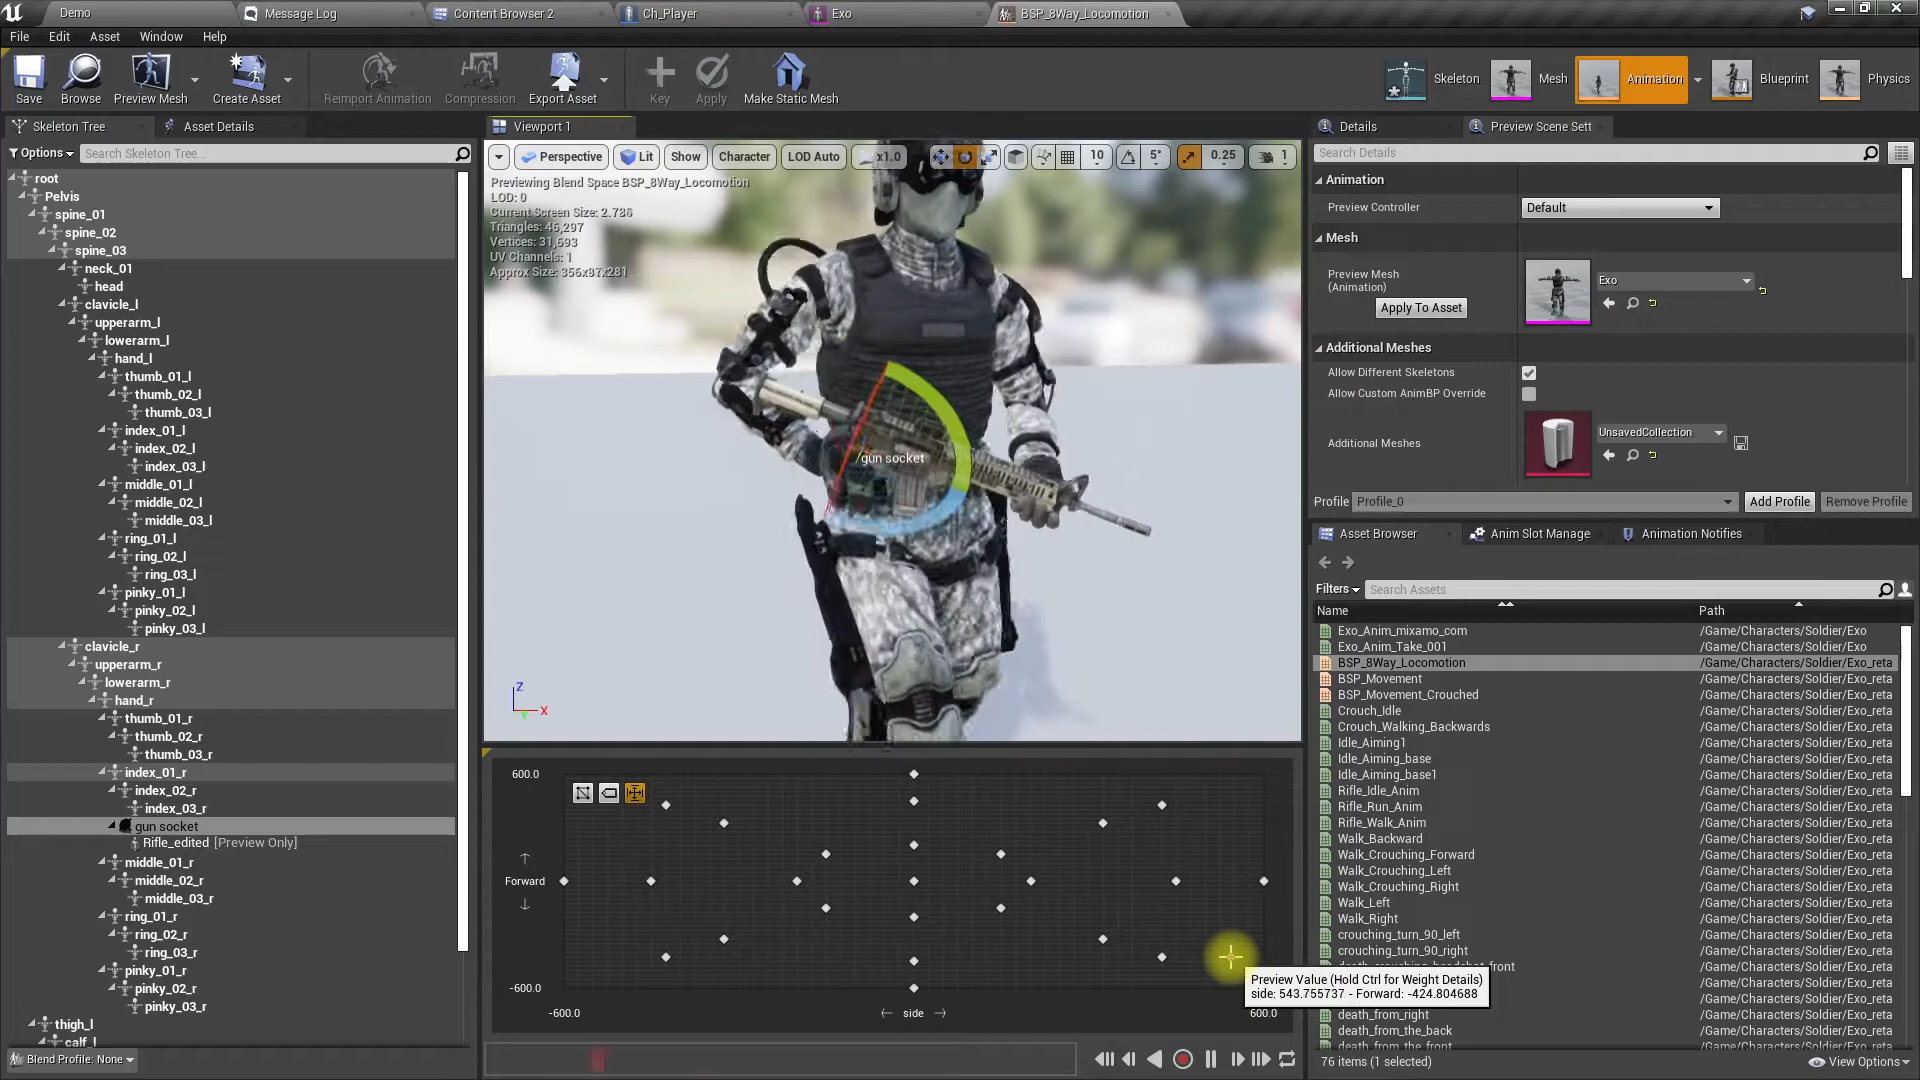 Demo
Message Log
Content Browser 2
Ch_Player
Exo
BSP_8Way_Locomotion
File
Edit
Asset
Window
Help
Save
Browse
Preview Mesh
Create Asset
Reimport Animation
Compression
Export Asset
Key
Apply
Make Static Mesh
Skeleton
Mesh
Animation
Blueprint
Physics
Skeleton Tree
Asset Details
Options
Search Skeleton Tree...
root
Pelvis
spine_01
spine_02
spine_03
neck_01
head
clavicle_l
upperarm_l
lowerarm_l
hand_l
thumb_01_l
thumb_02_l
thumb_03_l
index_01_l
index_02_l
index_03_l
middle_01_l
middle_02_l
middle_03_l
ring_01_l
ring_02_l
ring_03_l
pinky_01_l
pinky_02_l
pinky_03_l
clavicle_r
upperarm_r
lowerarm_r
hand_r
thumb_01_r
thumb_02_r
thumb_03_r
index_01_r
index_02_r
index_03_r
gun socket
Rifle_edited [Preview Only]
middle_01_r
middle_02_r
middle_03_r
ring_01_r
ring_02_r
ring_03_r
pinky_01_r
pinky_02_r
pinky_03_r
thigh_l
calf_l
Blend Profile: None
Viewport 1
Perspective
Lit
Show
Character
LOD Auto
x1.0
10
5°
0.25
1
Previewing Blend Space BSP_8Way_Locomotion
LOD: 0
Current Screen Size: 2.786
Triangles: 46,297
Vertices: 31,693
UV Channels: 1
Approx Size: 356x87x281
gun socket
Z
X
Y
600.0
Forward
-600.0
-600.0
side
600.0
Preview Value (Hold Ctrl for Weight Details)
side: 543.755737 - Forward: -424.804688
Details
Preview Scene Sett
Search Details
Animation
Preview Controller
Default
Mesh
Preview Mesh
(Animation)
Apply To Asset
Exo
Additional Meshes
Allow Different Skeletons
Allow Custom AnimBP Override
Additional Meshes
UnsavedCollection
Profile
Profile_0
Add Profile
Remove Profile
Asset Browser
Anim Slot Manage
Animation Notifies
Filters
Search Assets
Name
Path
Exo_Anim_mixamo_com /Game/Characters/Soldier/Exo
Exo_Anim_Take_001 /Game/Characters/Soldier/Exo
BSP_8Way_Locomotion /Game/Characters/Soldier/Exo_reta
BSP_Movement /Game/Characters/Soldier/Exo_reta
BSP_Movement_Crouched /Game/Characters/Soldier/Exo_reta
Crouch_Idle /Game/Characters/Soldier/Exo_reta
Crouch_Walking_Backwards /Game/Characters/Soldier/Exo_reta
Idle_Aiming1 /Game/Characters/Soldier/Exo_reta
Idle_Aiming_base /Game/Characters/Soldier/Exo_reta
Idle_Aiming_base1 /Game/Characters/Soldier/Exo_reta
Rifle_Idle_Anim /Game/Characters/Soldier/Exo_reta
Rifle_Run_Anim /Game/Characters/Soldier/Exo_reta
Rifle_Walk_Anim /Game/Characters/Soldier/Exo_reta
Walk_Backward /Game/Characters/Soldier/Exo_reta
Walk_Crouching_Forward /Game/Characters/Soldier/Exo_reta
Walk_Crouching_Left /Game/Characters/Soldier/Exo_reta
Walk_Crouching_Right /Game/Characters/Soldier/Exo_reta
Walk_Left /Game/Characters/Soldier/Exo_reta
Walk_Right /Game/Characters/Soldier/Exo_reta
crouching_turn_90_left /Game/Characters/Soldier/Exo_reta
crouching_turn_90_right /Game/Characters/Soldier/Exo_reta
death_crouching_headshot_front /Game/Characters/Soldier/Exo_reta
/Game/Characters/Soldier/Exo_reta
/Game/Characters/Soldier/Exo_reta
death_from_right /Game/Characters/Soldier/Exo_reta
death_from_the_back /Game/Characters/Soldier/Exo_reta
death_from_the_front /Game/Characters/Soldier/Exo_reta
76 items (1 selected)
View Options